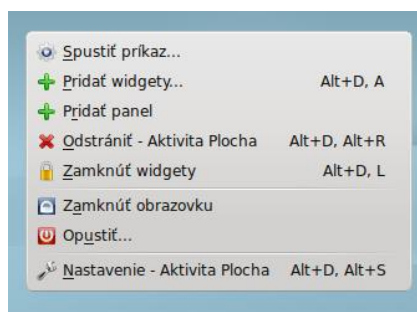 Spustiť príkaz...
Pridať widgety... Alt+D, A
Pridať panel
Odstrániť - Aktivita Plocha Alt+D, Alt+R
Zamknúť widgety Alt+D, L
Zamknúť obrazovku
Opustiť...
Nastavenie - Aktivita Plocha Alt+D, Alt+S